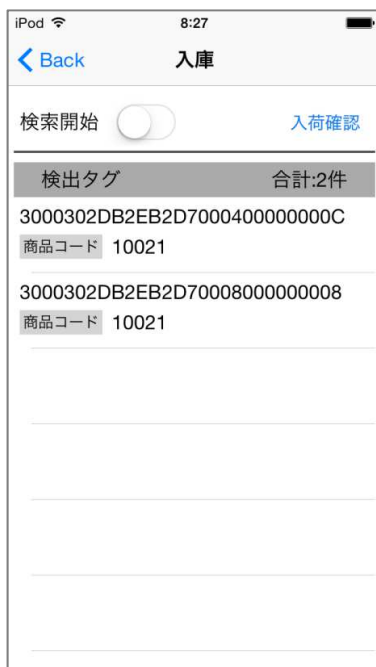 iPod 8:27
Back 入庫
検索開始 入荷確認
検出タグ 合計:2件
3000302DB2EB2D7000400000000C
商品コード 10021
3000302DB2EB2D70008000000008
商品コード 10021